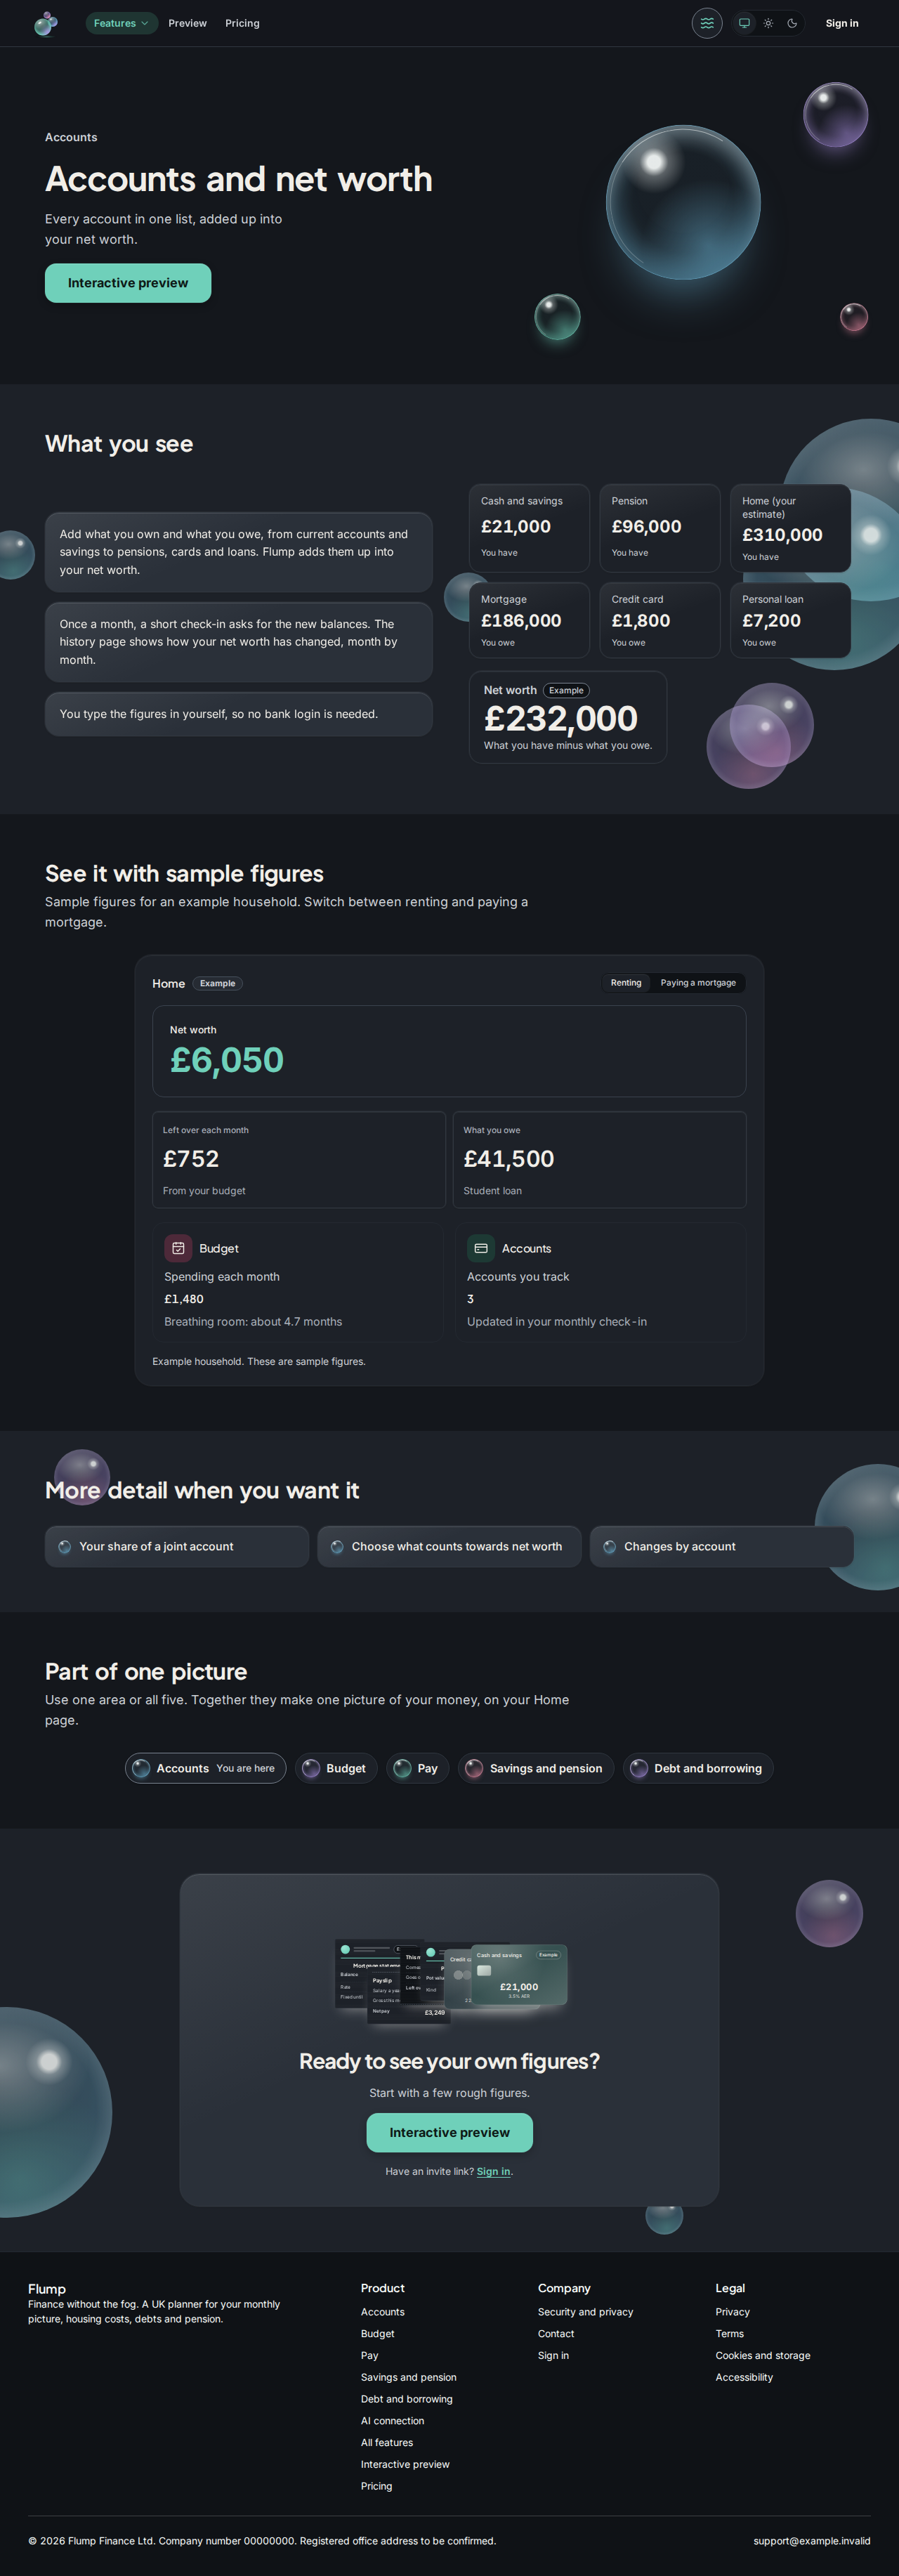 Features
Preview
Pricing
Sign in
Accounts
Accounts and net worth
Every account in one list, added up into
your net worth.
Interactive preview
What you see
Add what you own and what you owe, from current accounts and
savings to pensions, cards and loans. Flump adds them up into
your net worth.
Once a month, a short check-in asks for the new balances. The
history page shows how your net worth has changed, month by
month.
You type the figures in yourself, so no bank login is needed.
Cash and savings
£21,000
You have
Pension
£96,000
You have
Home (your
estimate)
£310,000
You have
Mortgage
£186,000
You owe
Credit card
£1,800
You owe
Personal loan
£7,200
You owe
Net worth Example
£232,000
What you have minus what you owe.
See it with sample figures
Sample figures for an example household. Switch between renting and paying a
mortgage.
Home Example
Renting Paying a mortgage
Net worth
£6,050
Left over each month
£752
From your budget
What you owe
£41,500
Student loan
Budget
Spending each month
£1,480
Breathing room: about 4.7 months
Accounts
Accounts you track
3
Updated in your monthly check-in
Example household. These are sample figures.
More detail when you want it
Your share of a joint account
Choose what counts towards net worth
Changes by account
Part of one picture
Use one area or all five. Together they make one picture of your money, on your Home
page.
Accounts You are here
Budget
Pay
Savings and pension
Debt and borrowing
Balance
Rate
Payslip
Net pay
£3,249
Cash and savings
Example
£21,000
Ready to see your own figures?
Start with a few rough figures.
Interactive preview
Have an invite link? Sign in.
Flump
Finance without the fog. A UK planner for your monthly
picture, housing costs, debts and pension.
Product
Accounts
Budget
Pay
Savings and pension
Debt and borrowing
AI connection
All features
Interactive preview
Pricing
Company
Security and privacy
Contact
Sign in
Legal
Privacy
Terms
Cookies and storage
Accessibility
© 2026 Flump Finance Ltd. Company number 00000000. Registered office address to be confirmed.
support@example.invalid